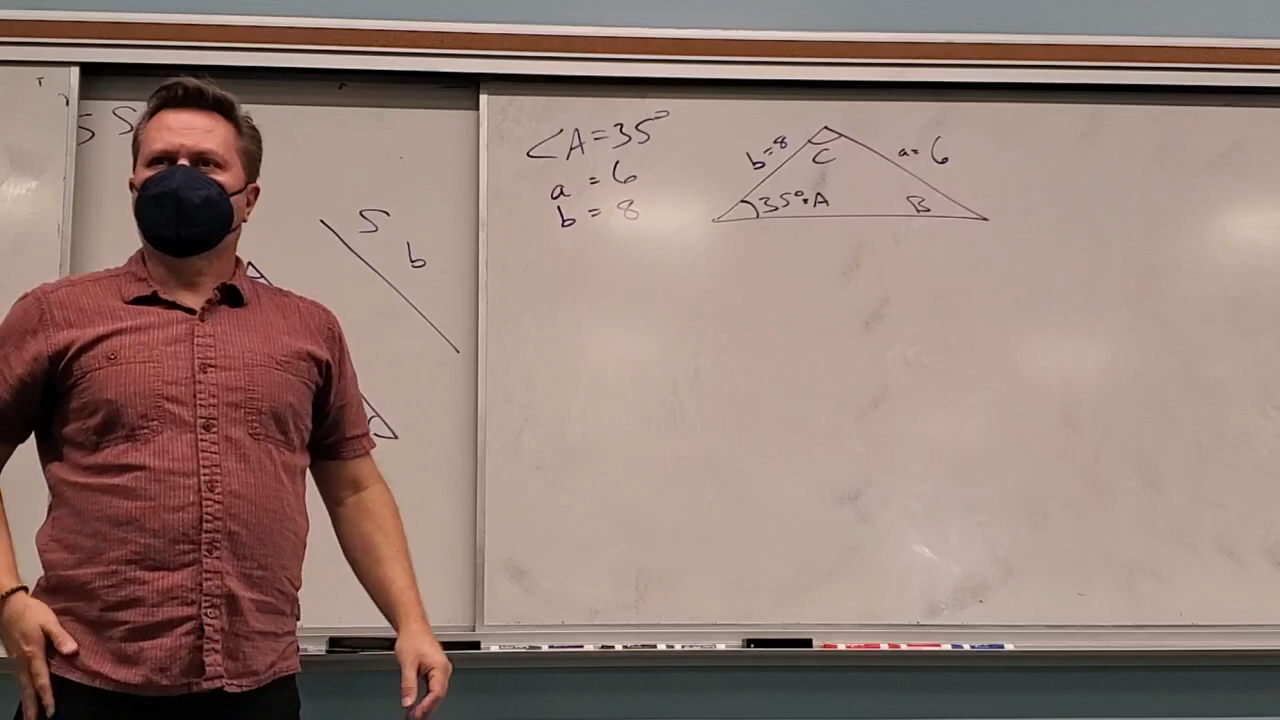 S S
S
b
<A=35°
a = 6
b = 8
b=8
C
a=6
35°=A
B